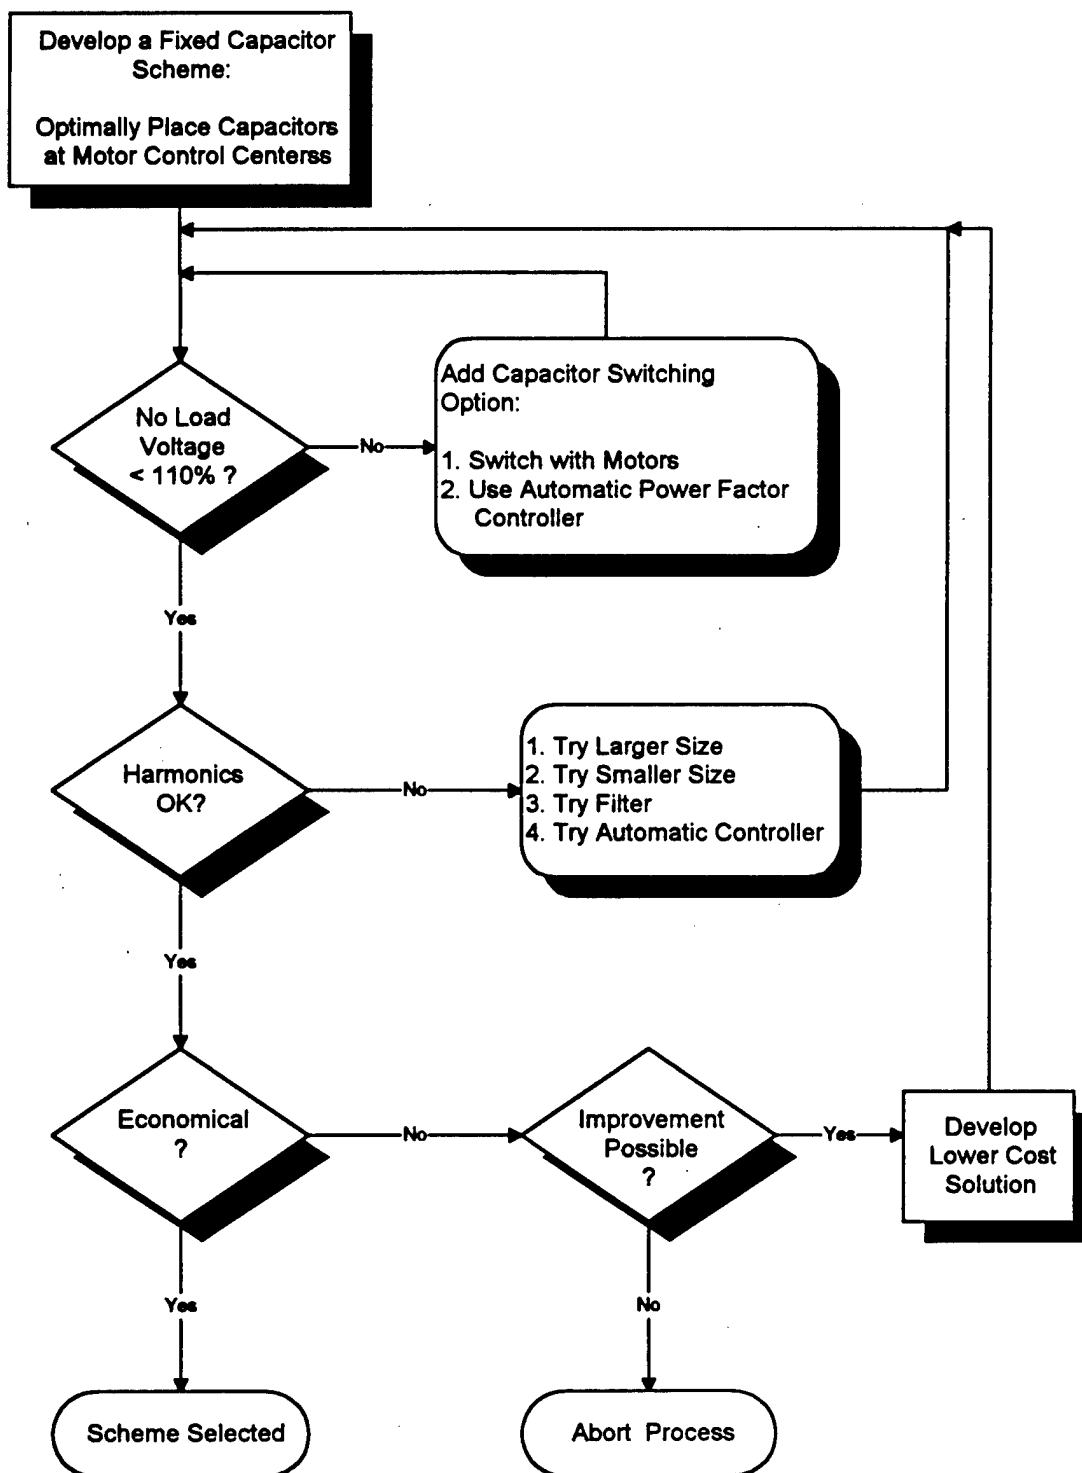 Develop a Fixed Capacitor
Scheme:
Optimally Place Capacitors
at Motor Control Centerss
No Load
Voltage
< 110% ?
No
Add Capacitor Switching
Option:
1. Switch with Motors
2. Use Automatic Power Factor
Controller
Yes
Harmonics
OK?
No
1. Try Larger Size
2. Try Smaller Size
3. Try Filter
4. Try Automatic Controller
Yes
Economical
?
No
Improvement
Possible
?
Yes
Develop
Lower Cost
Solution
Yes
No
Scheme Selected
Abort Process